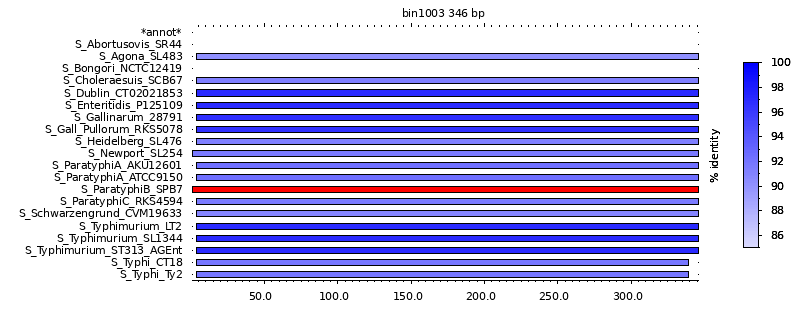 bin1003 346 bp
*annot*
S_Abortusovis_SR44
S_Agona_SL483
S_Bongori_NCTC12419
S_Choleraesuis_SCB67
S_Dublin_CT02021853
S_Enteritidis_P125109
S_Gallinarum_28791
S_Gall_Pullorum_RKS5078
S_Heidelberg_SL476
S_Newport_SL254
S_ParatyphiA_AKU12601
S_ParatyphiA_ATCC9150
S_ParatyphiB_SPB7
S_ParatyphiC_RKS4594
S_Schwarzengrund_CVM19633
S_Typhimurium_LT2
S_Typhimurium_SL1344
S_Typhimurium_ST313_AGEnt
S_Typhi_CT18
S_Typhi_Ty2
50.0 100.0 150.0 200.0 250.0 300.0
% identity
100
98
96
94
92
90
88
86